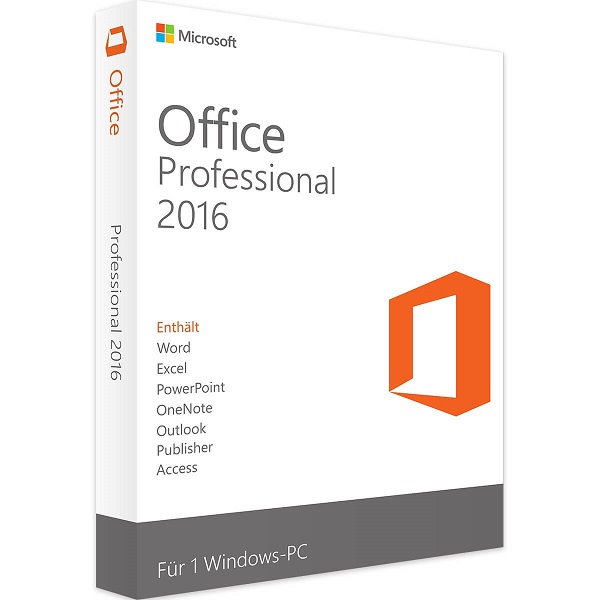 Microsoft
Office
Professional
2016
Enthält
Word
Excel
PowerPoint
OneNote
Outlook
Publisher
Access
Für 1 Windows-PC
Office
Professional 2016